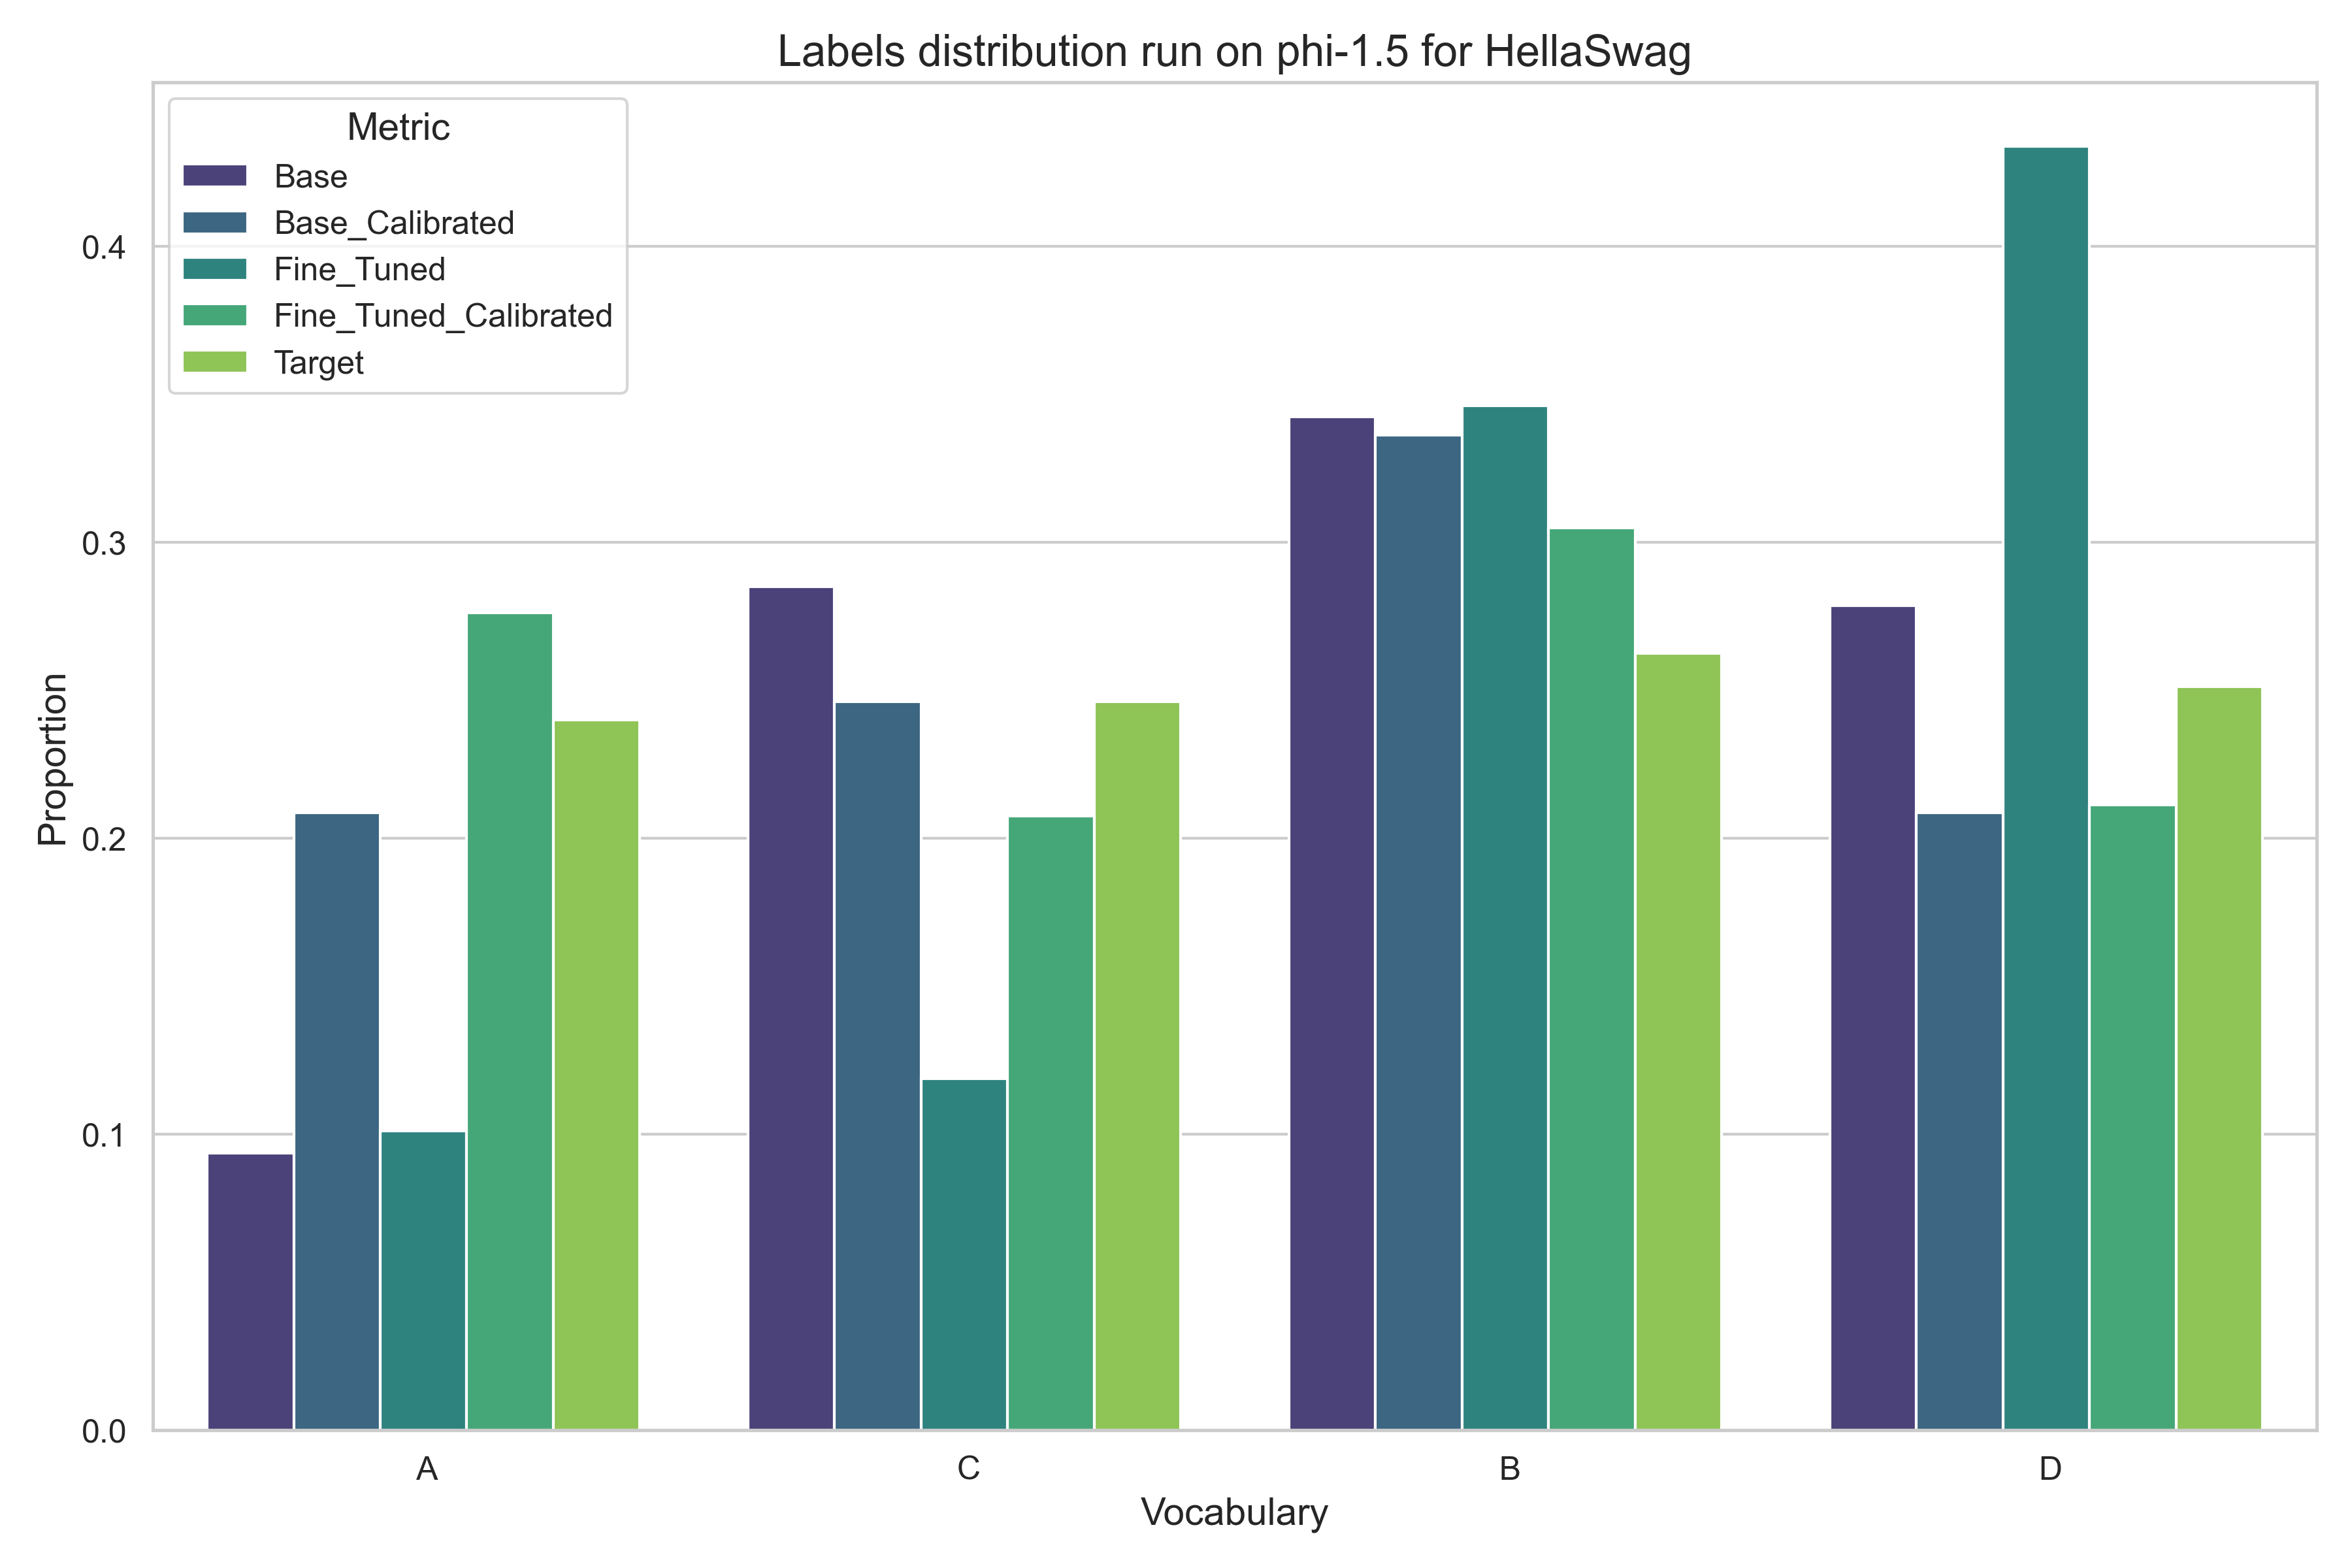 Labels distribution run on phi-1.5 for HellaSwag
Metric
Base
Base_Calibrated
Fine_Tuned
Fine_Tuned_Calibrated
Target
Proportion
0.4
0.3
0.2
0.1
0.0
A
C
B
D
Vocabulary